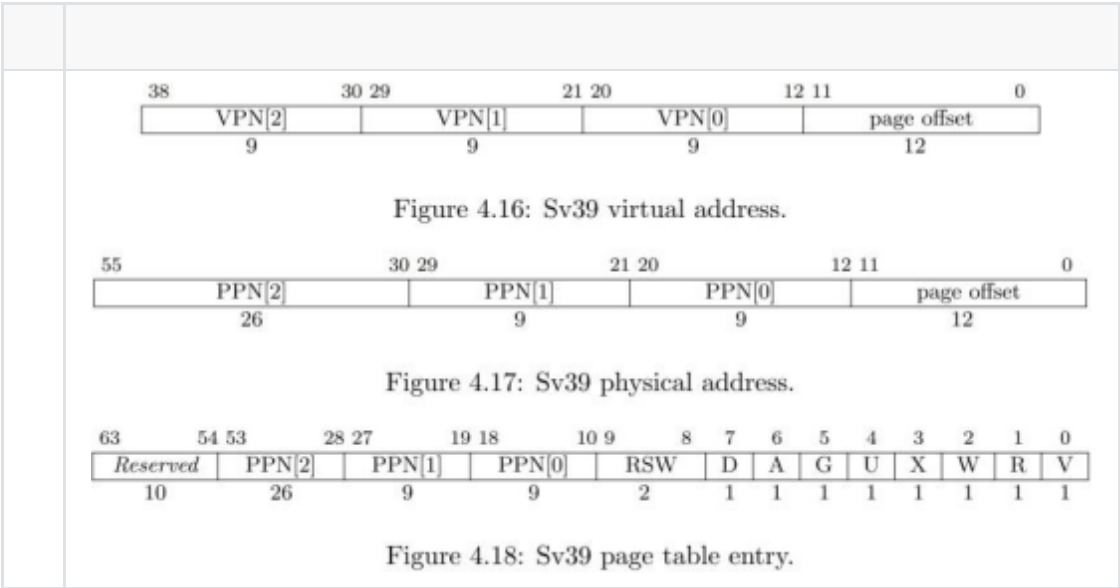 38 30 29 21 20 12 11 0
VPN[2] VPN[1] VPN[0] page offset
9 9 9 12
Figure 4.16: Sv39 virtual address.
55 30 29 21 20 12 11 0
PPN[2] PPN[1] PPN[0] page offset
26 9 9 12
Figure 4.17: Sv39 physical address.
63 54 53 28 27 19 18 10 9 8 7 6 5 4 3 2 1 0
Reserved PPN[2] PPN[1] PPN[0] RSW D A G U X W R V
10 26 9 9 2 1 1 1 1 1 1 1 1
Figure 4.18: Sv39 page table entry.